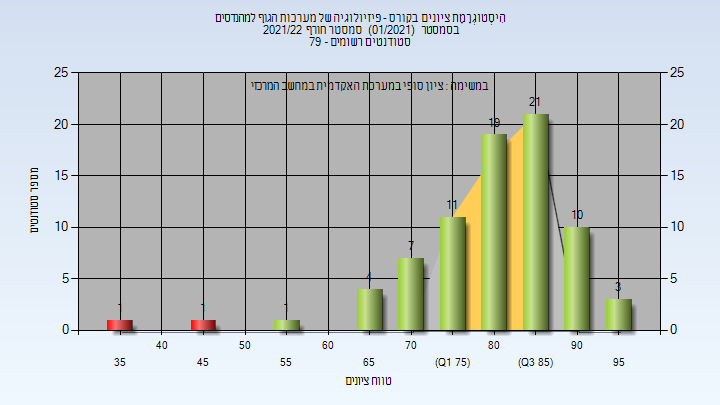 היסטוגרמת ציונים בקורס - פיזיולוגיה של מערכות הגוף למהנדסים
בסמסטר (01/2021) סמסטר חורף 2021/22
סטודנטים רשומים - 79
במשימה : ציון סופי במערכת האקדמית במחשב המרכזי
25 25
20 20
15 15
10 10
5 5
0 0
מספר סטודנטים
1 1 1 4 7 11 19 21 10 3
40 50 60 70 80 90
35 45 55 65 (Q1 75) (Q3 85) 95
טווח ציונים